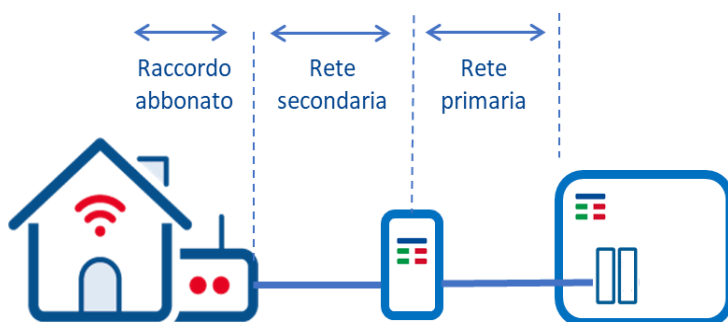 Raccordo
abbonato
Rete
secondaria
Rete
primaria